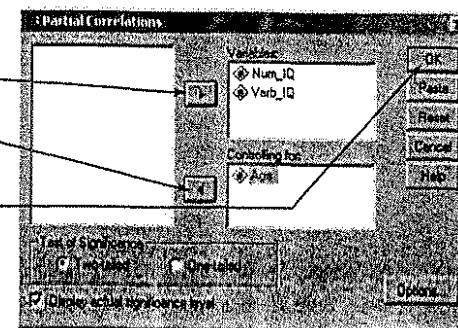 Partial Correlations
Variables:
Num_IQ
Varb_IQ
Controlling for:
Age
Test of Significance
Two-tailed
One-tailed
Display actual significance level
OK
Paste
Reset
Cancel
Help
Options...